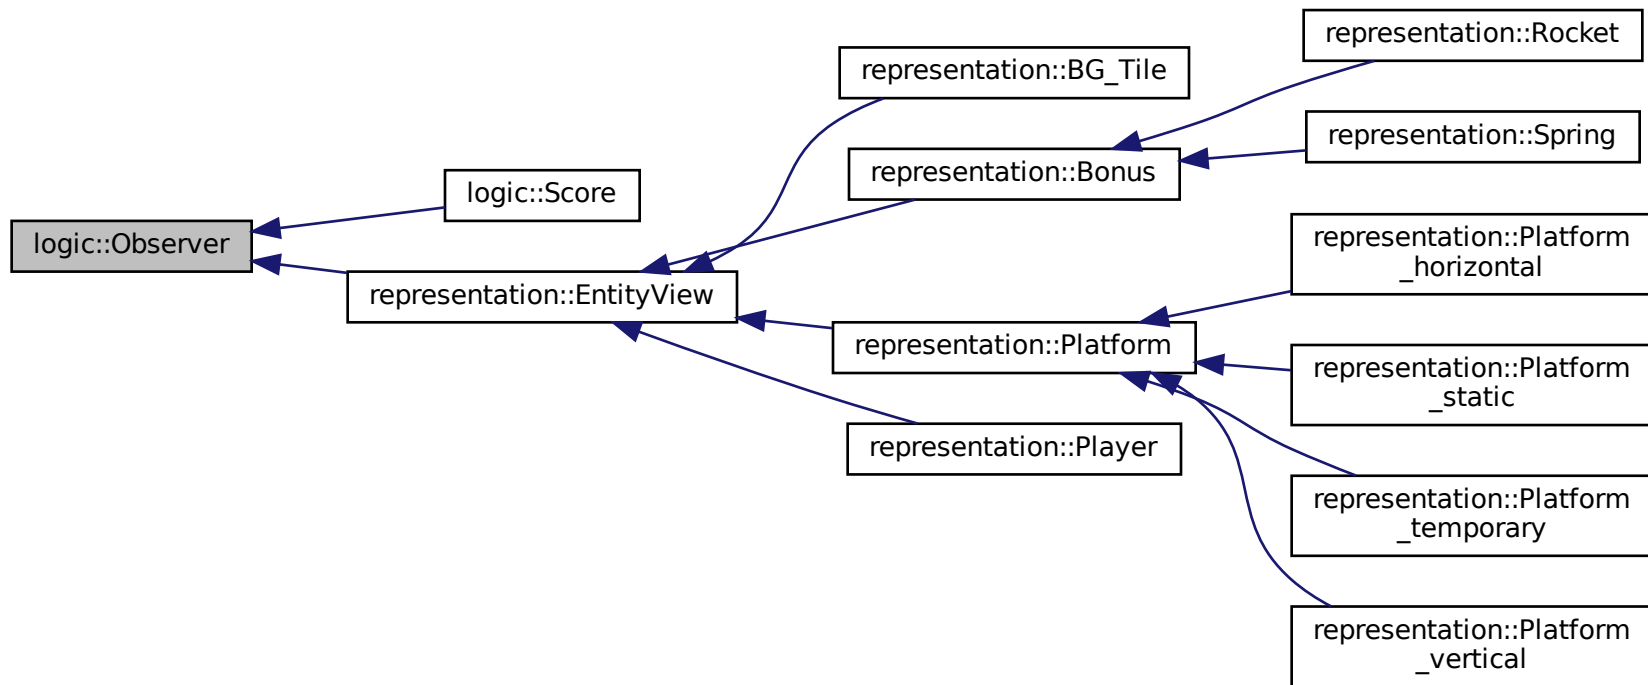 logic::Observer
logic::Score
representation::EntityView
representation::BG_Tile
representation::Bonus
representation::Platform
representation::Player
representation::Rocket
representation::Spring
representation::Platform
_horizontal
representation::Platform
_static
representation::Platform
_temporary
representation::Platform
_vertical